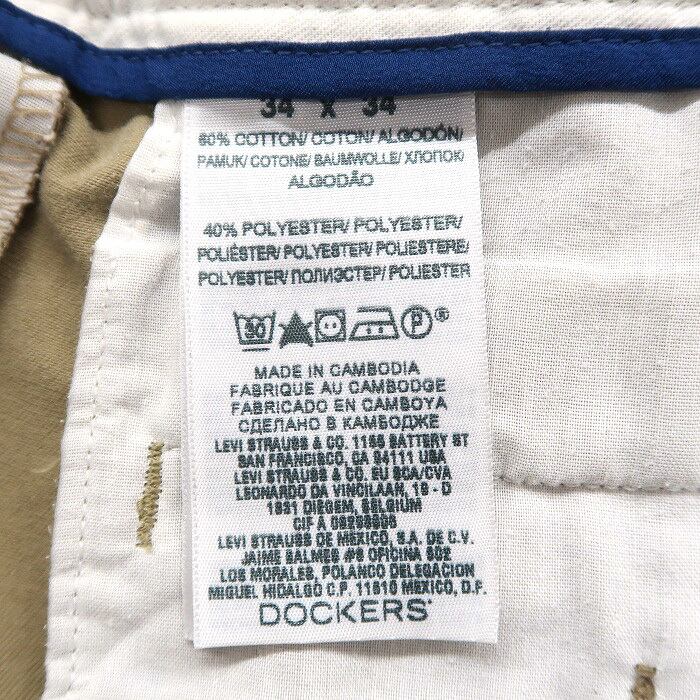 34 X 34
60% COTTON/ COTON/ ALGODÓN/
PAMUK/ COTONE/ BAUMWOLLE/ ХЛОПОК/
ALGODÃO
40% POLYESTER/ POLYESTER/
POLIÉSTER/ POLYESTER/ POLIESTERE/
POLYESTER/ ПОЛИЭСТЕР/ POLIESTER
P
MADE IN CAMBODIA
FABRIQUE AU CAMBODGE
FABRICADO EN CAMBOYA
СДЕЛАНО В КАМБОДЖЕ
LEVI STRAUSS & CO. 1155 BATTERY ST
SAN FRANCISCO, CA 94111 USA
LEVI STRAUSS & CO. EU SCA/CVA
LEONARDO DA VINCILAAN, 19 - D
1831 DIEGEM, BELGIUM
CIF A
LEVI STRAUSS DE MEXICO, S.A. DE C.V.
JAIME BALMES #8 OFICINA 602
LOS MORALES, POLANCO DELEGACION
MIGUEL HIDALGO C.P. 11510 MEXICO, D.F.
DOCKERS®